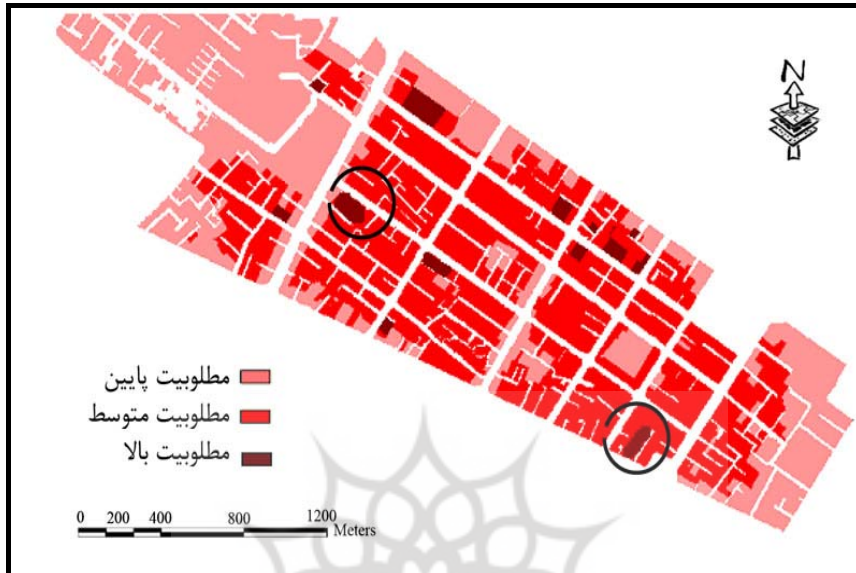 N
مطلوبیت پایین
مطلوبیت متوسط
مطلوبیت بالا
0 200 400 800 1200
Meters